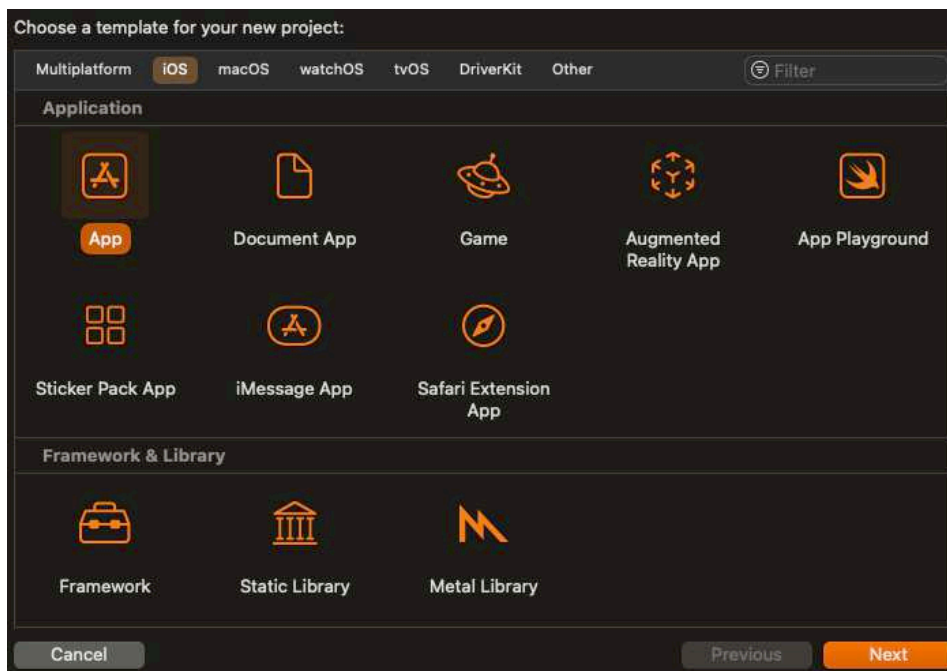 Choose a template for your new project:
Multiplatform iOS macOS watchOS tvOS DriverKit Other Filter
Application
App Document App Game Augmented Reality App App Playground
Sticker Pack App iMessage App Safari Extension App
Framework & Library
Framework Static Library Metal Library
Cancel Previous Next